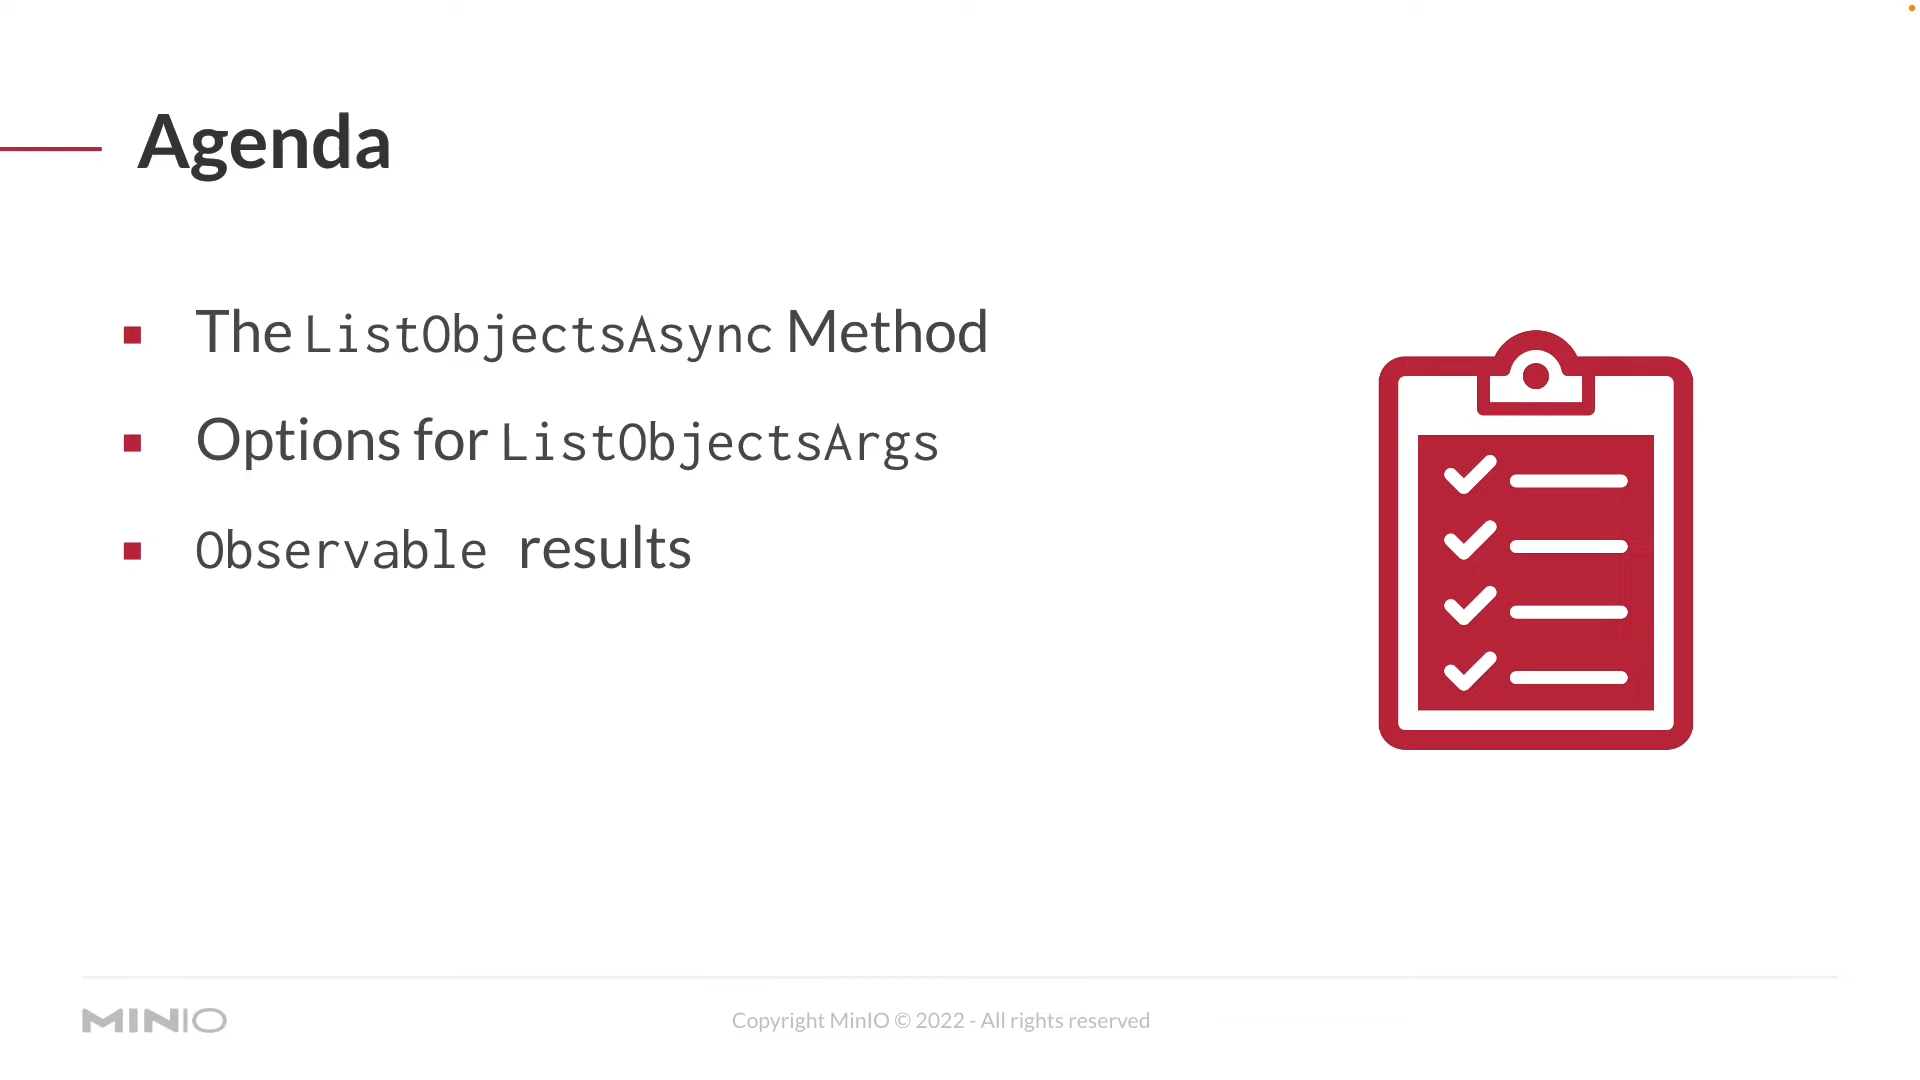 Agenda
The ListObjectsAsync Method
Options for ListObjectsArgs
Observable results
MINIO
Copyright MinIO © 2022 - All rights reserved